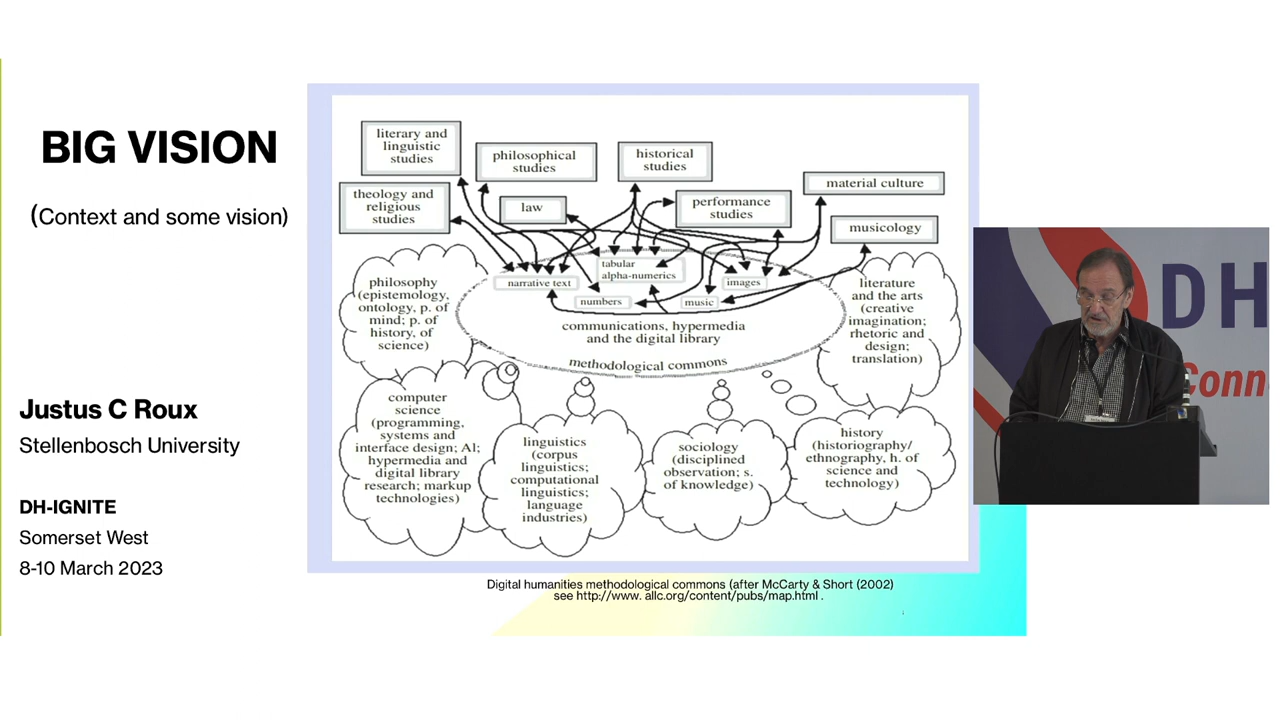 BIG VISION
(Context and some vision)
Justus C Roux
Stellenbosch University
DH-IGNITE
Somerset West
8-10 March 2023
literary and
linguistic
studies
philosophical
studies
historical
studies
material culture
theology and
religious
studies
law
performance
studies
musicology
narrative text
tabular
alpha-numerics
images
numbers
music
communications, hypermedia
and the digital library
methodological commons
philosophy
(epistemology,
ontology, p. of
mind; p. of
history, of
science)
literature
and the arts
(creative
imagination;
rhetoric and
design;
translation)
computer
science
(programming,
systems and
interface design; AI;
hypermedia and
digital library
research; markup
technologies)
linguistics
(corpus
linguistics;
computational
linguistics;
language
industries)
sociology
(disciplined
observation; s.
of knowledge)
history
(historiography/
ethnography, h. of
science and
technology)
Digital humanities methodological commons (after McCarty & Short (2002)
see http://www. allc.org/content/pubs/map.html .
DH
Conn